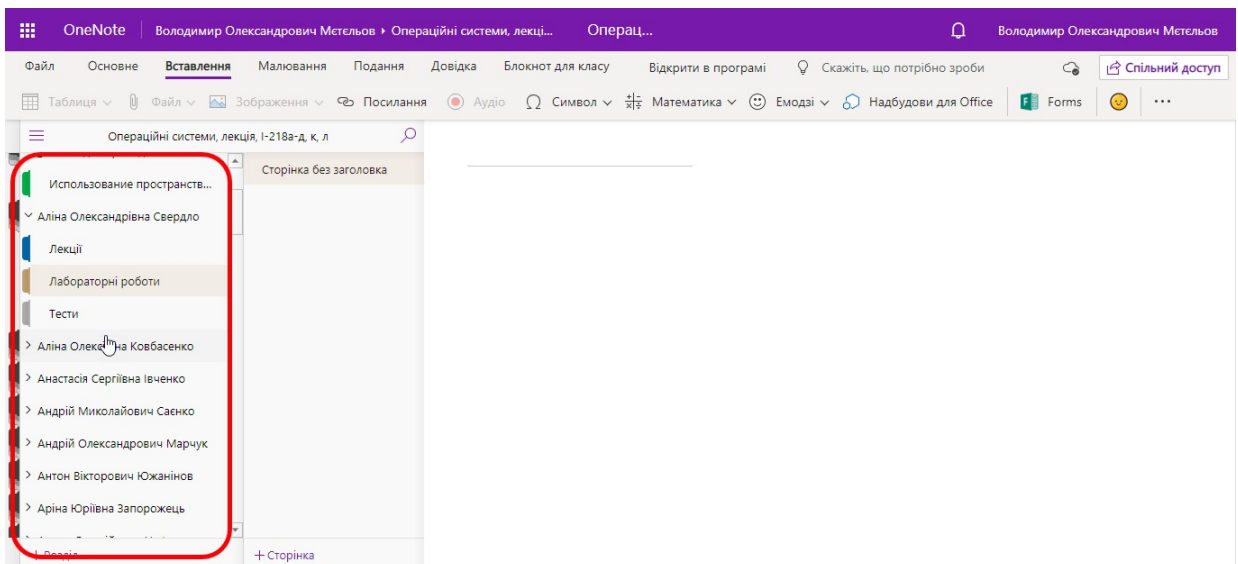 OneNote Володимир Олександрович Мєтєльов ▸ Операційні системи, лекці... Операц... Володимир Олександрович Мєтєльов
Файл Основне Вставлення Малювання Подання Довідка Блокнот для класу Відкрити в програмі Скажіть, що потрібно зроби Спільний доступ
Таблиця Файл Зображення Посилання Аудіо Символ Математика Емодзі Надбудови для Office Forms ...
Операційні системи, лекція, І-218а-д, к, л
Сторінка без заголовка
Использование пространств...
Аліна Олександрівна Свердло
Лекції
Лабораторні роботи
Тести
Аліна Ковбасенко
Анастасія Сергіївна Івченко
Андрій Миколайович Саєнко
Андрій Олександрович Марчук
Антон Вікторович Южанінов
Аріна Юріївна Запорожець
+ Розділ
+ Сторінка